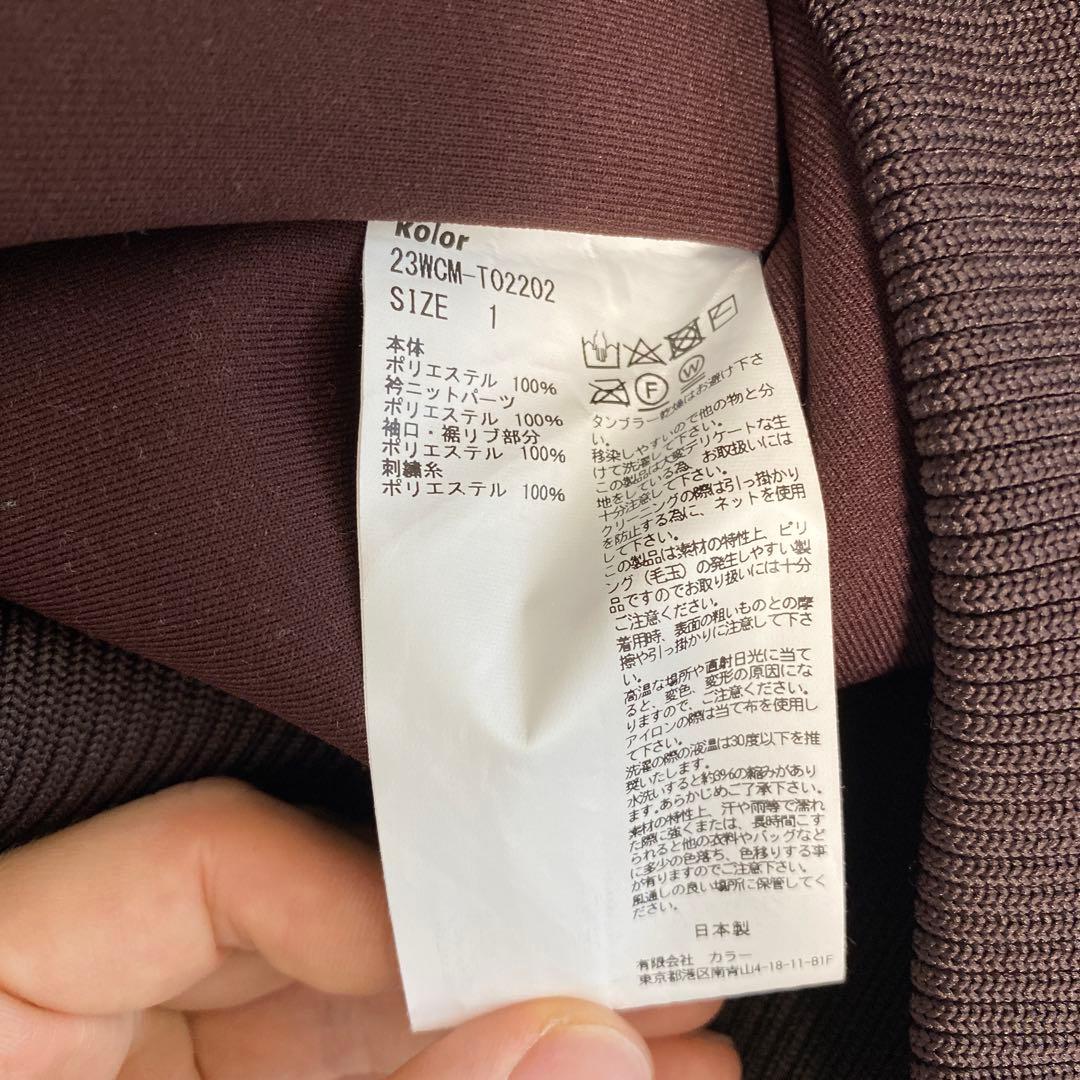 kolor
23WCM-T02202
SIZE 1
本体
ポリエステル 100%
衿ニットパーツ
ポリエステル 100%
袖口・裾リブ部分
ポリエステル 100%
刺繍糸
ポリエステル 100%
F
W
タンブラー乾燥はお避け下さ
い。
移染しやすいので他の物と分
けて洗濯して下さい。
この製品は大変デリケートな生
地をしている為、お取扱いには
十分注意して下さい。
クリーニングの際は引っ掛かり
を防止する為に、ネットを使用
して下さい。
この製品は素材の特性上、ピリ
ング(毛玉)の発生しやすい製
品ですのでお取り扱いには十分
ご注意ください。
着用時、表面の粗いものとの摩
擦や引っ掛かりに注意して下さ
い。
高温な場所や直射日光に当て
ると、変色、変形の原因にな
りますので、ご注意ください。
アイロンの際は当て布を使用し
て下さい。
洗濯の際の液温は30度以下を推
奨いたします。
水洗いすると約3%の縮みがあり
ます。あらかじめご了承下さい。
素材の特性上、汗や雨等で濡れ
た際に強くまたは、長時間こす
られると他の衣料やバッグなど
に多少の色落ち、色移りする事
が有りますのでご注意下さい。
風通しの良い場所に保管してく
ださい。
日本製
有限会社 カラー
東京都港区南青山4-18-11-B1F